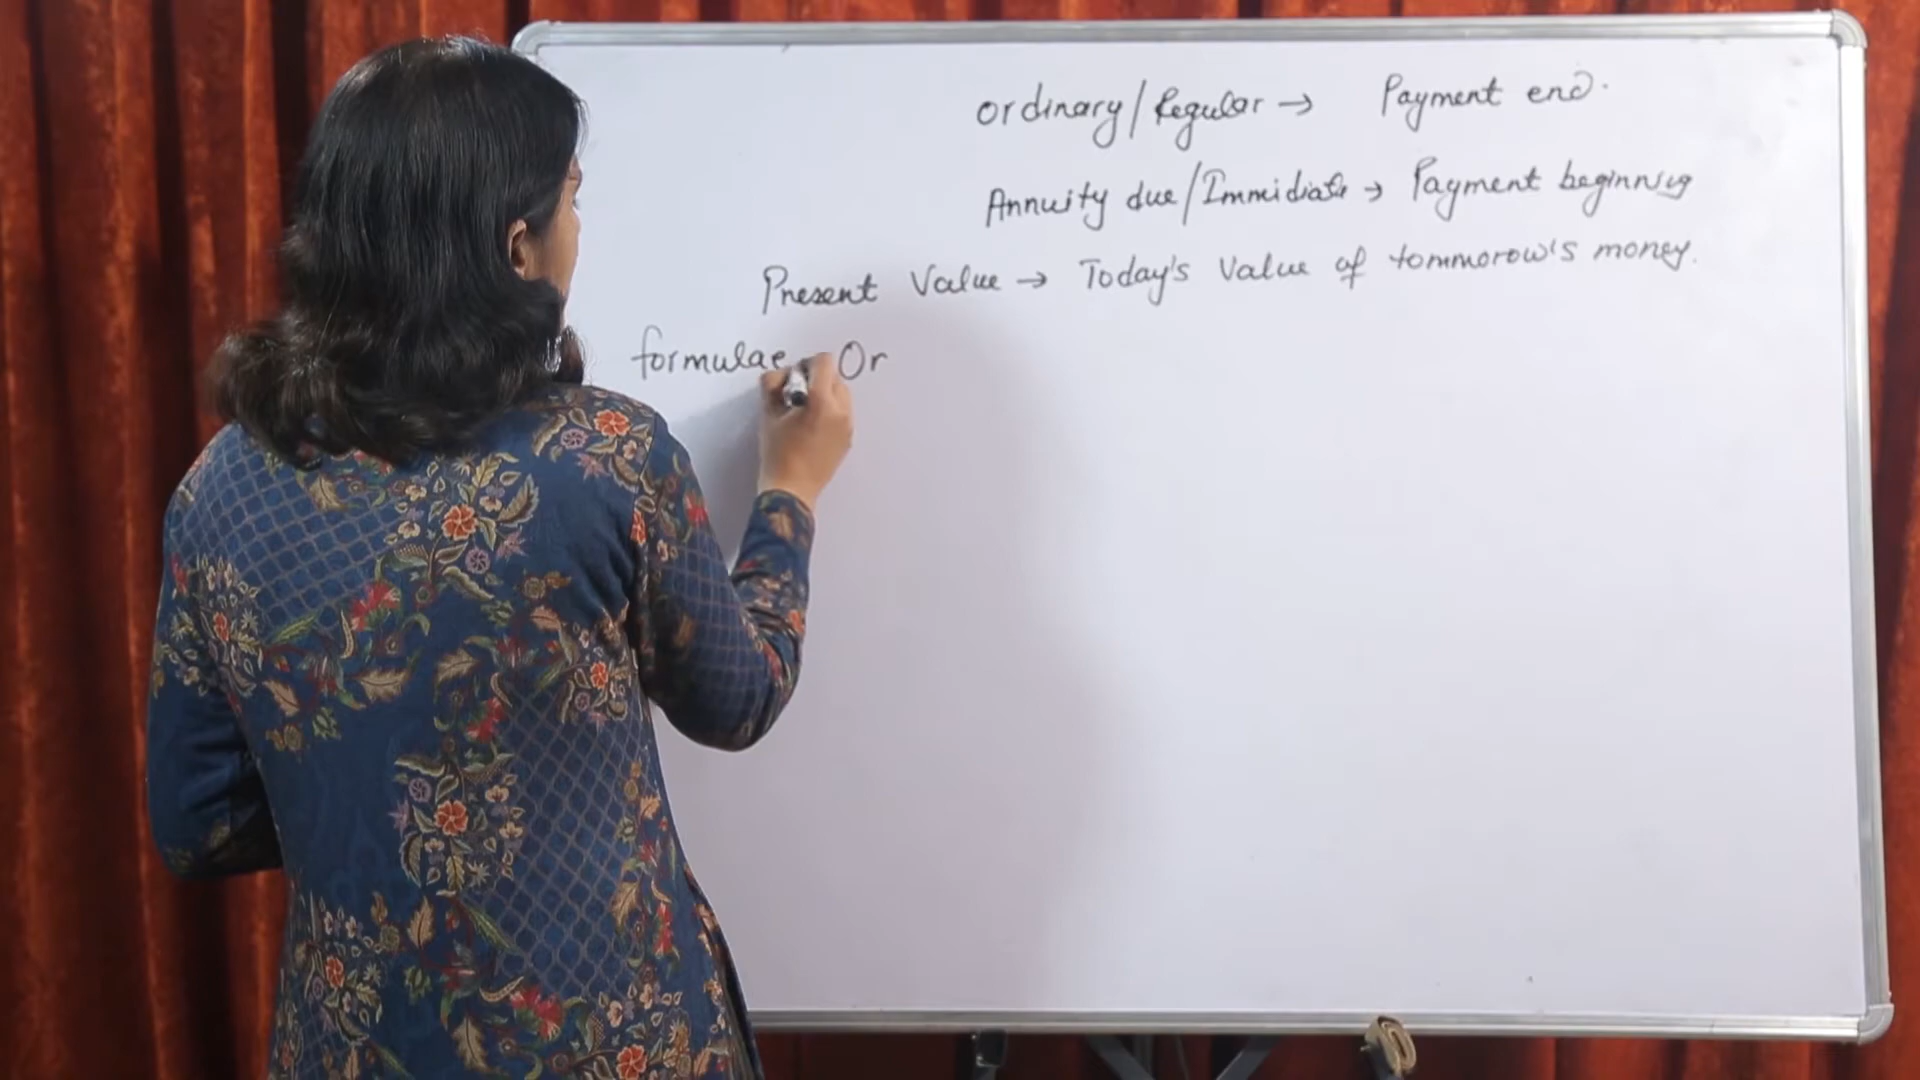 Ordinary/Regular → Payment end.
Annuity due/Immidiate → Payment beginning
Present Value → Today's Value of tommorow's money.
formulae Or